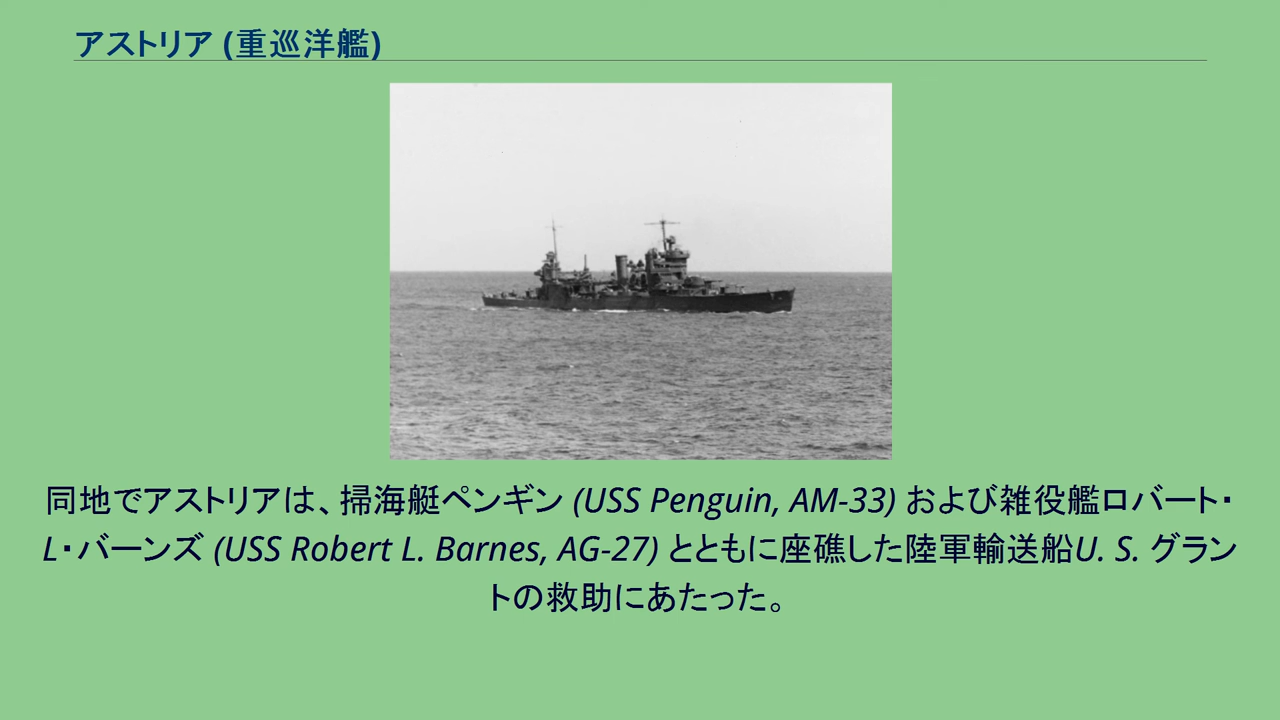 アストリア (重巡洋艦)
同地でアストリアは、掃海艇ペンギン (USS Penguin, AM-33) および雑役艦ロバート・
L・バーンズ (USS Robert L. Barnes, AG-27) とともに座礁した陸軍輸送船U. S. グラン
トの救助にあたった。